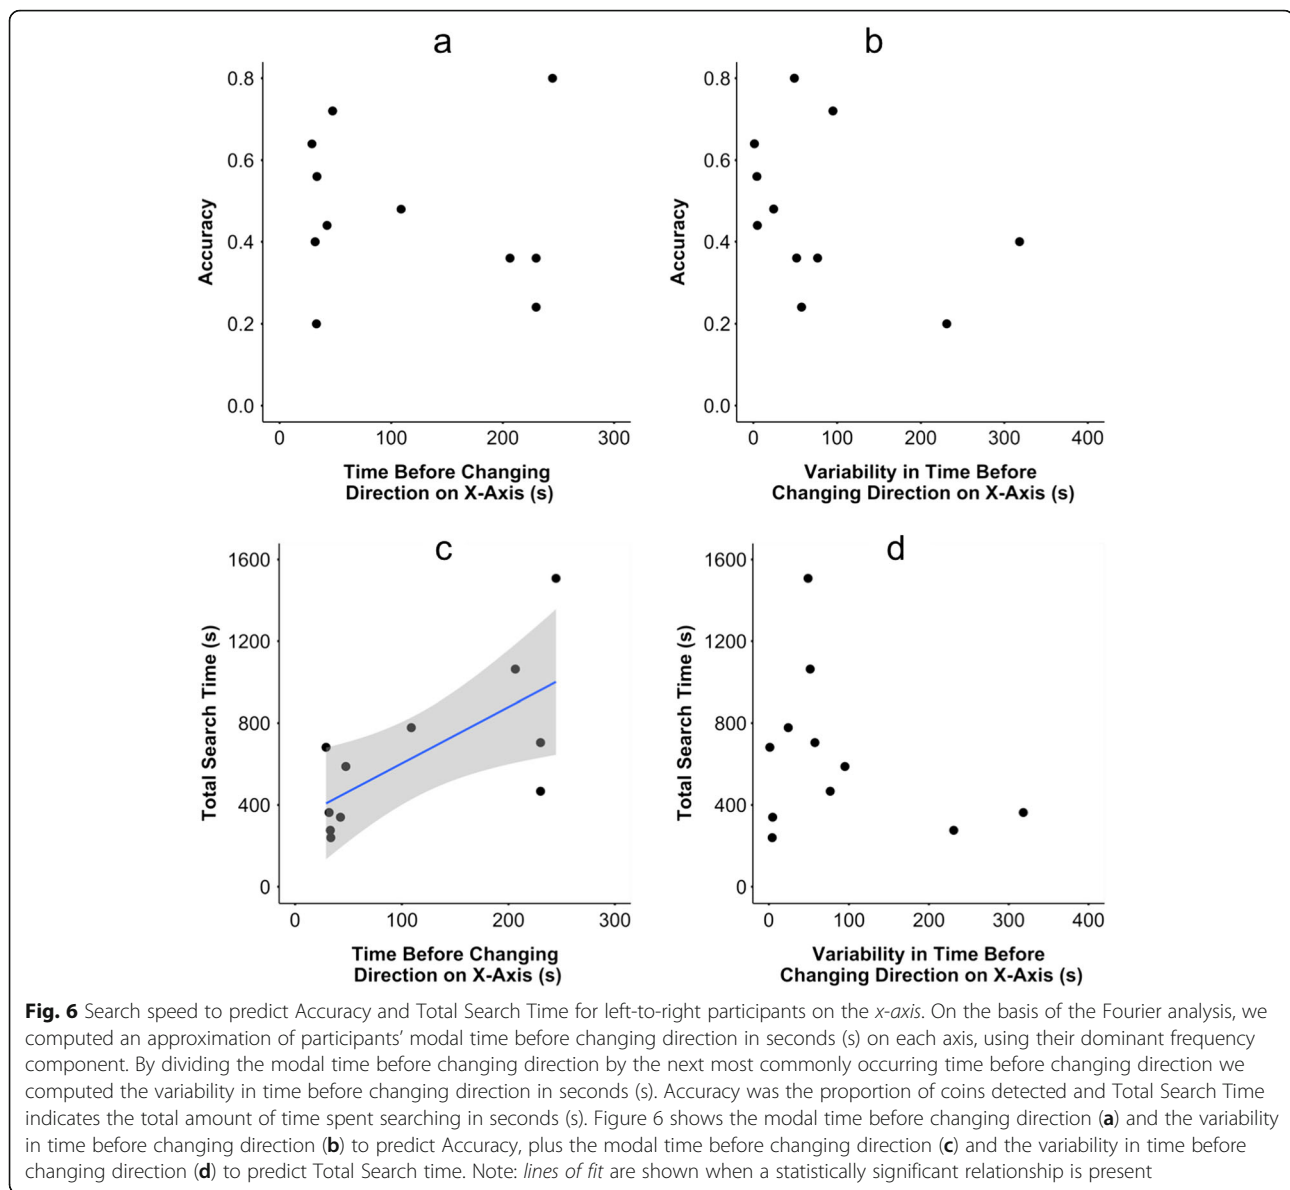 a
0.8
0.6
0.4
0.2
0.0
Accuracy
0
100
200
300
Time Before Changing
Direction on X-Axis (s)
b
0.8
0.6
0.4
0.2
0.0
Accuracy
0
100
200
300
400
Variability in Time Before
Changing Direction on X-Axis (s)
c
1600
1200
800
400
0
Total Search Time (s)
0
100
200
300
Time Before Changing
Direction on X-Axis (s)
d
1600
1200
800
400
0
Total Search Time (s)
0
100
200
300
400
Variability in Time Before
Changing Direction on X-Axis (s)
Fig. 6 Search speed to predict Accuracy and Total Search Time for left-to-right participants on the x-axis. On the basis of the Fourier analysis, we
computed an approximation of participants’ modal time before changing direction in seconds (s) on each axis, using their dominant frequency
component. By dividing the modal time before changing direction by the next most commonly occurring time before changing direction we
computed the variability in time before changing direction in seconds (s). Accuracy was the proportion of coins detected and Total Search Time
indicates the total amount of time spent searching in seconds (s). Figure 6 shows the modal time before changing direction (a) and the variability
in time before changing direction (b) to predict Accuracy, plus the modal time before changing direction (c) and the variability in time before
changing direction (d) to predict Total Search time. Note: lines of fit are shown when a statistically significant relationship is present